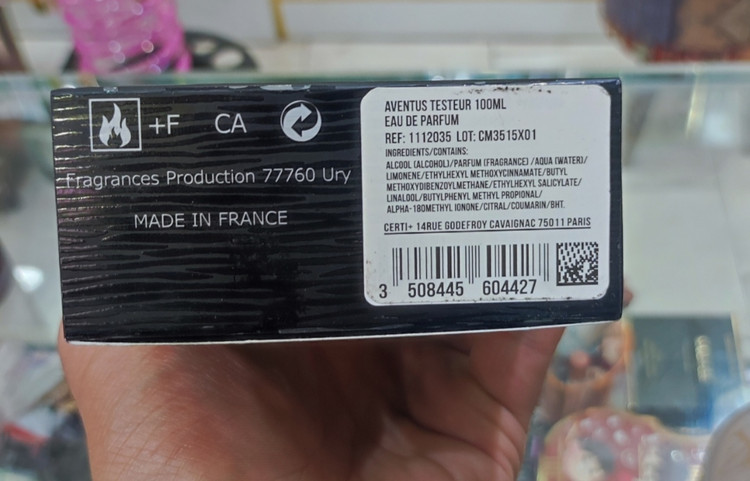 +F CA
Fragrances Production 77760 Ury
MADE IN FRANCE
AVENTUS TESTEUR 100ML
EAU DE PARFUM
REF: 1112035 LOT: CM3515X01
INGREDIENTS/CONTAINS:
ALCOOL (ALCOHOL)/PARFUM (FRAGRANCE)/AQUA (WATER)/
LIMONENE/ETHYLHEXYL METHOXYCINNAMATE/BUTYL
METHOXYDIBENZOYLMETHANE/ETHYLHEXYL SALICYLATE/
LINALOOL/BUTYLPHENYL METHYL PROPIONAL/
ALPHA-180METHYL IONONE/CITRAL/COUMARIN/BHT.
CERTI+ 14RUE GODEFROY CAVAIGNAC 75011 PARIS
3 508445 604427